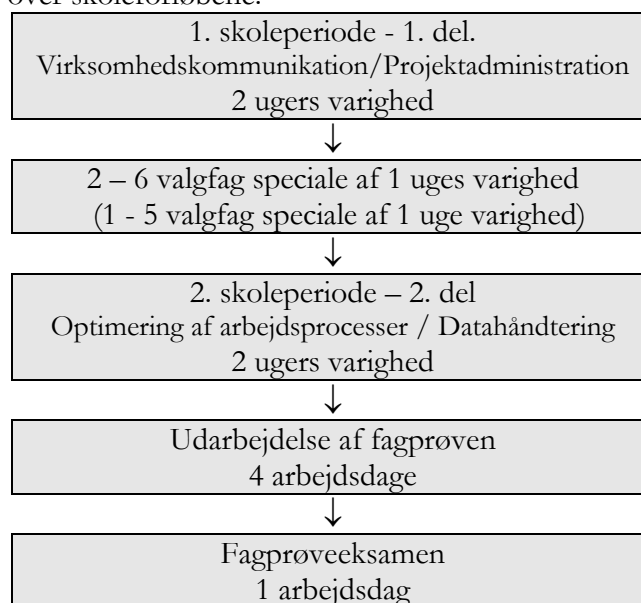 over skoleforløbene.
1. skoleperiode - 1. del.
Virksomhedskommunikation/Projektadministration
2 ugers varighed
↓
2 – 6 valgfag speciale af 1 uges varighed
(1 - 5 valgfag speciale af 1 uge varighed)
↓
2. skoleperiode – 2. del
Optimering af arbejdsprocesser / Datahåndtering
2 ugers varighed
↓
Udarbejdelse af fagprøven
4 arbejdsdage
↓
Fagprøveeksamen
1 arbejdsdag